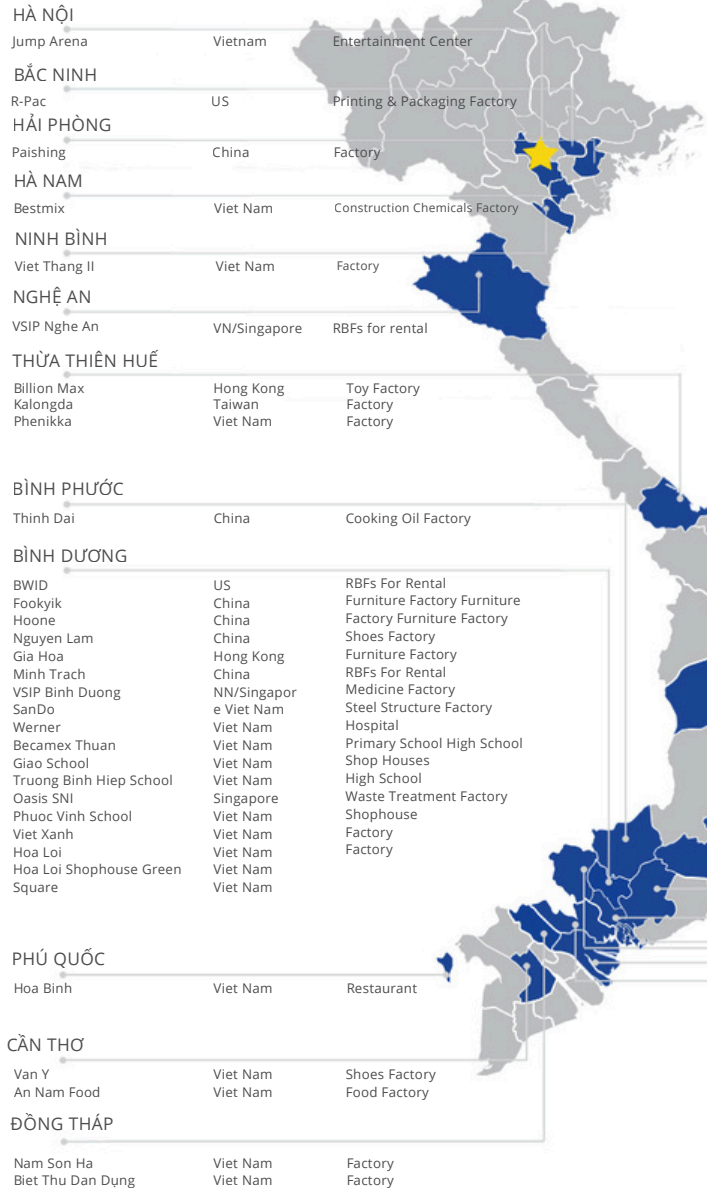 HÀ NỘI
Jump Arena Vietnam Entertainment Center
BẮC NINH
R-Pac US Printing & Packaging Factory
HẢI PHÒNG
Paishing China Factory
HÀ NAM
Bestmix Viet Nam Construction Chemicals Factory
NINH BÌNH
Viet Thang II Viet Nam Factory
NGHỆ AN
VSIP Nghe An VN/Singapore RBFs for rental
THỪA THIÊN HUẾ
Billion Max Hong Kong Toy Factory
Kalongda Taiwan Factory
Phenikka Viet Nam Factory
BÌNH PHƯỚC
Thinh Dai China Cooking Oil Factory
BÌNH DƯƠNG
BWID US RBFs For Rental
Fookyik China Furniture Factory Furniture
Hoone China Factory Furniture Factory
Nguyen Lam China Shoes Factory
Gia Hoa Hong Kong Furniture Factory
Minh Trach China RBFs For Rental
VSIP Binh Duong NN/Singapor Medicine Factory
SanDo e Viet Nam Steel Structure Factory
Werner Viet Nam Hospital
Becamex Thuan Viet Nam Primary School High School
Giao School Viet Nam Shop Houses
Truong Binh Hiep School Viet Nam High School
Oasis SNI Singapore Waste Treatment Factory
Phuoc Vinh School Viet Nam Shophouse
Viet Xanh Viet Nam Factory
Hoa Loi Viet Nam Factory
Hoa Loi Shophouse Green Viet Nam
Square Viet Nam
PHÚ QUỐC
Hoa Binh Viet Nam Restaurant
CẦN THƠ
Van Y Viet Nam Shoes Factory
An Nam Food Viet Nam Food Factory
ĐỒNG THÁP
Nam Son Ha Viet Nam Factory
Biet Thu Dan Dụng Viet Nam Factory